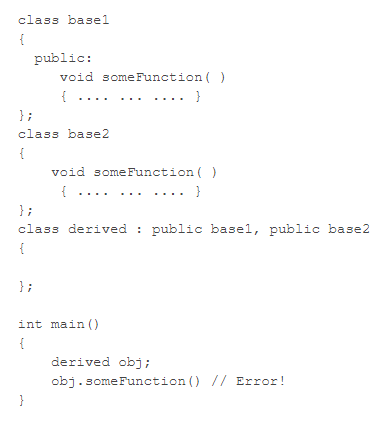 class base1
{
  public:
     void someFunction( )
     { .... ... .... }
};
class base2
{
    void someFunction( )
     { .... ... .... }
};
class derived : public base1, public base2
{

};

int main()
{
    derived obj;
    obj.someFunction() // Error!
}